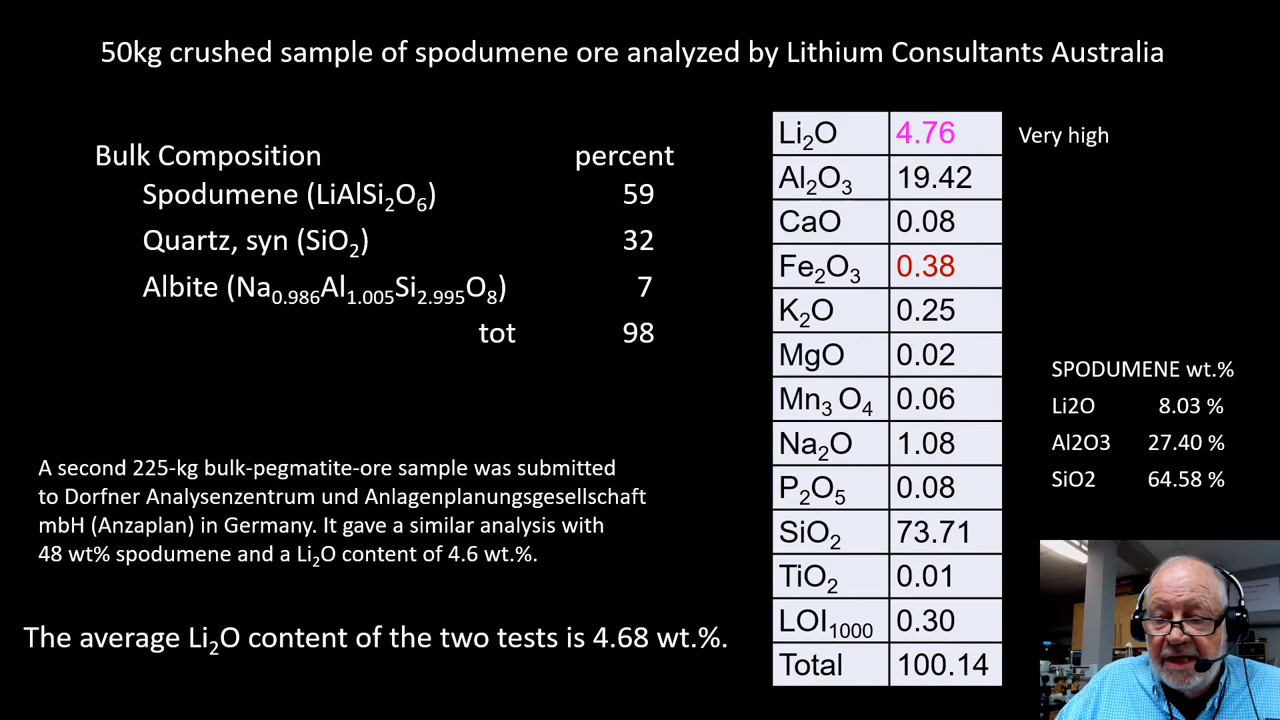 50kg crushed sample of spodumene ore analyzed by Lithium Consultants Australia
Bulk Composition percent
Spodumene (LiAlSi₂O₆) 59
Quartz, syn (SiO₂) 32
Albite (Na₀.₉₈₆Al₁.₀₀₅Si₂.₉₉₅O₈) 7
tot 98
A second 225-kg bulk-pegmatite-ore sample was submitted
to Dorfner Analysenzentrum und Anlagenplanungsgesellschaft
mbH (Anzaplan) in Germany. It gave a similar analysis with
48 wt% spodumene and a Li₂O content of 4.6 wt.%.
The average Li₂O content of the two tests is 4.68 wt.%.
Li₂O 4.76 Very high
Al₂O₃ 19.42
CaO 0.08
Fe₂O₃ 0.38
K₂O 0.25
MgO 0.02
Mn₃ O₄ 0.06
Na₂O 1.08
P₂O₅ 0.08
SiO₂ 73.71
TiO₂ 0.01
LOI₁₀₀₀ 0.30
Total 100.14
SPODUMENE wt.%
Li2O 8.03 %
Al2O3 27.40 %
SiO2 64.58 %